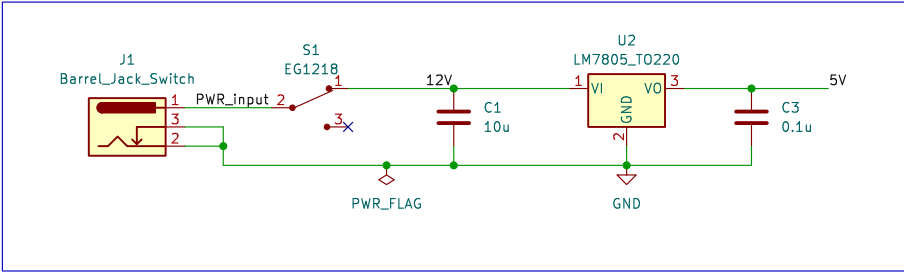 J1
Barrel_Jack_Switch
1
3
2
PWR_input
S1
EG1218
2
1
3
12V
C1
10u
PWR_FLAG
U2
LM7805_TO220
1
VI
VO
3
GND
2
GND
5V
C3
0.1u